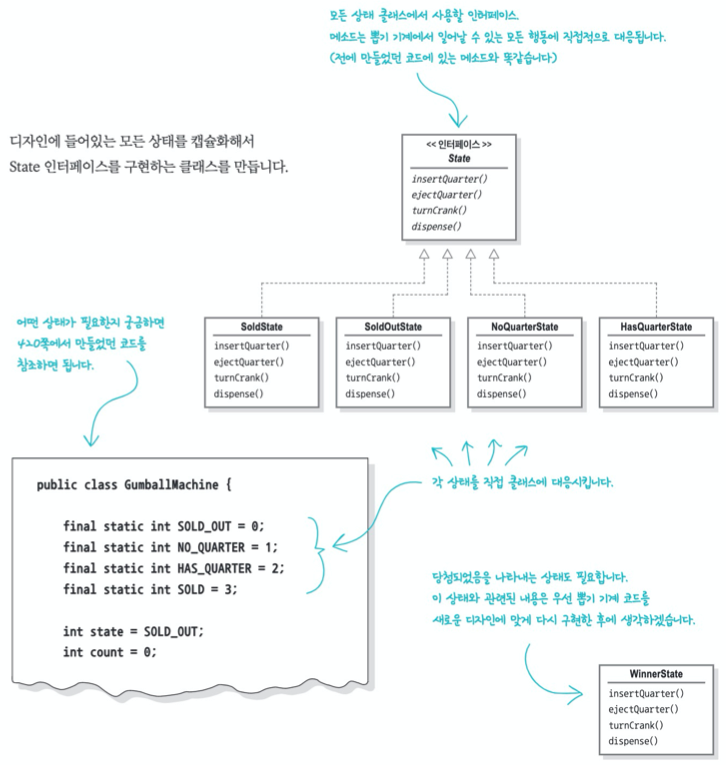 모든 상태 클래스에서 사용할 인터페이스.
메소드는 뽑기 기계에서 일어날 수 있는 모든 행동에 직접적으로 대응됩니다.
(전에 만들었던 코드에 있는 메소드와 똑같습니다)
디자인에 들어있는 모든 상태를 캡슐화해서
State 인터페이스를 구현하는 클래스를 만듭니다.
<< 인터페이스 >>
State
insertQuarter()
ejectQuarter()
turnCrank()
dispense()
어떤 상태가 필요한지 궁금하면
420쪽에서 만들었던 코드를
참조하면 됩니다.
SoldState
insertQuarter()
ejectQuarter()
turnCrank()
dispense()
SoldOutState
insertQuarter()
ejectQuarter()
turnCrank()
dispense()
NoQuarterState
insertQuarter()
ejectQuarter()
turnCrank()
dispense()
HasQuarterState
insertQuarter()
ejectQuarter()
turnCrank()
dispense()
각 상태를 직접 클래스에 대응시킵니다.
public class GumballMachine {
final static int SOLD_OUT = 0;
final static int NO_QUARTER = 1;
final static int HAS_QUARTER = 2;
final static int SOLD = 3;
int state = SOLD_OUT;
int count = 0;
당첨되었음을 나타내는 상태도 필요합니다.
이 상태와 관련된 내용은 우선 뽑기 기계 코드를
새로운 디자인에 맞게 다시 구현한 후에 생각하겠습니다.
WinnerState
insertQuarter()
ejectQuarter()
turnCrank()
dispense()